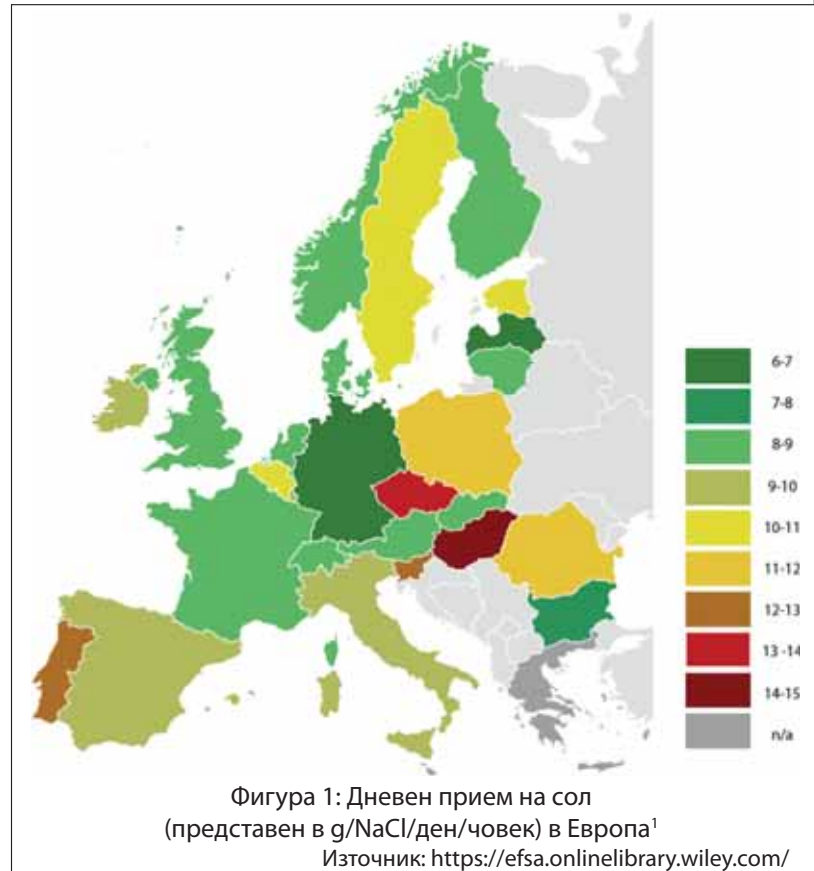 6-7
7-8
8-9
9-10
10-11
11-12
12-13
13 -14
14-15
n/a
Фигура 1: Дневен прием на сол
(представен в g/NaCl/ден/човек) в Европа¹
Източник: https://efsa.onlinelibrary.wiley.com/